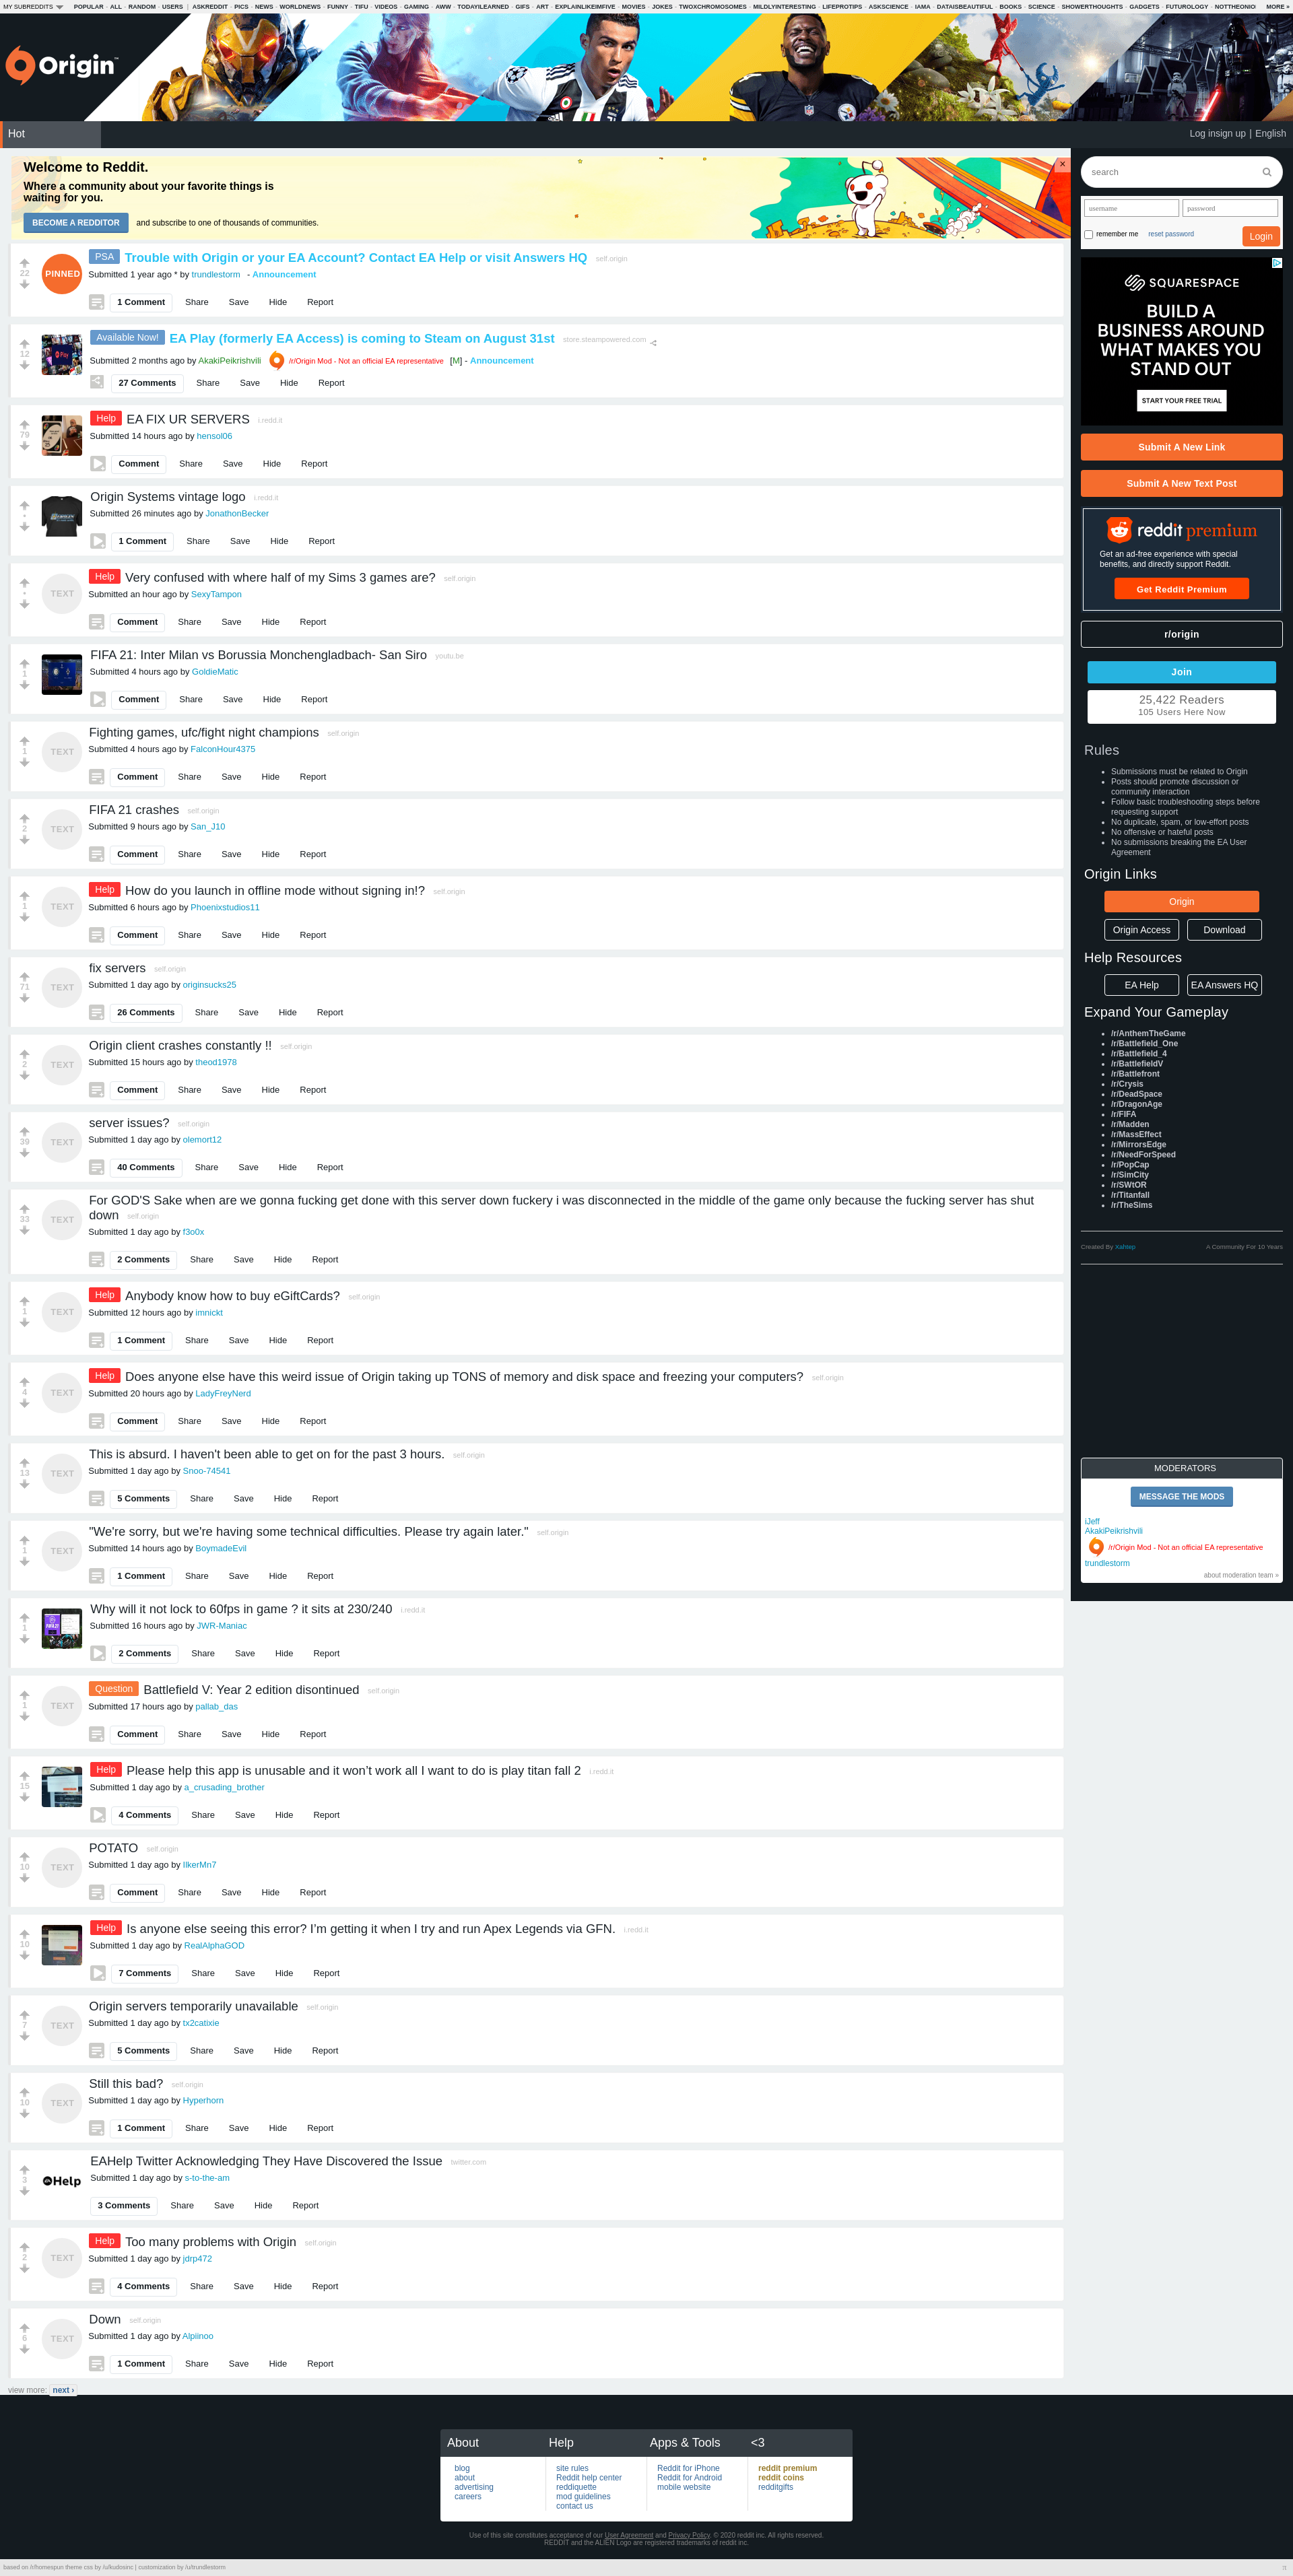 MY SUBREDDITS POPULAR - ALL - RANDOM - USERS | ASKREDDIT - PICS - NEWS - WORLDNEWS - FUNNY - TIFU - VIDEOS - GAMING - AWW - TODAYILEARNED - GIFS - ART - EXPLAINLIKEIMFIVE - MOVIES - JOKES - TWOXCHROMOSOMES - MILDLYINTERESTING - LIFEPROTIPS - ASKSCIENCE - IAMA - DATAISBEAUTIFUL - BOOKS - SCIENCE - SHOWERTHOUGHTS - GADGETS - FUTUROLOGY - NOTTHEONIO MORE »
Origin™
Hot
Log insign up | English
Welcome to Reddit.
Where a community about your favorite things is
waiting for you.
BECOME A REDDITOR and subscribe to one of thousands of communities.
×
22
PINNED
PSA Trouble with Origin or your EA Account? Contact EA Help or visit Answers HQ self.origin
Submitted 1 year ago * by trundlestorm - Announcement
1 Comment Share Save Hide Report
12
Available Now! EA Play (formerly EA Access) is coming to Steam on August 31st store.steampowered.com
Submitted 2 months ago by AkakiPeikrishvili /r/Origin Mod - Not an official EA representative [M] - Announcement
27 Comments Share Save Hide Report
79
Help EA FIX UR SERVERS i.redd.it
Submitted 14 hours ago by hensol06
Comment Share Save Hide Report
•
Origin Systems vintage logo i.redd.it
Submitted 26 minutes ago by JonathonBecker
1 Comment Share Save Hide Report
•
TEXT
Help Very confused with where half of my Sims 3 games are? self.origin
Submitted an hour ago by SexyTampon
Comment Share Save Hide Report
1
FIFA 21: Inter Milan vs Borussia Monchengladbach- San Siro youtu.be
Submitted 4 hours ago by GoldieMatic
Comment Share Save Hide Report
1
TEXT
Fighting games, ufc/fight night champions self.origin
Submitted 4 hours ago by FalconHour4375
Comment Share Save Hide Report
2
TEXT
FIFA 21 crashes self.origin
Submitted 9 hours ago by San_J10
Comment Share Save Hide Report
1
TEXT
Help How do you launch in offline mode without signing in!? self.origin
Submitted 6 hours ago by Phoenixstudios11
Comment Share Save Hide Report
71
TEXT
fix servers self.origin
Submitted 1 day ago by originsucks25
26 Comments Share Save Hide Report
2
TEXT
Origin client crashes constantly !! self.origin
Submitted 15 hours ago by theod1978
Comment Share Save Hide Report
39
TEXT
server issues? self.origin
Submitted 1 day ago by olemort12
40 Comments Share Save Hide Report
33
TEXT
For GOD'S Sake when are we gonna fucking get done with this server down fuckery i was disconnected in the middle of the game only because the fucking server has shut
down self.origin
Submitted 1 day ago by f3o0x
2 Comments Share Save Hide Report
1
TEXT
Help Anybody know how to buy eGiftCards? self.origin
Submitted 12 hours ago by imnickt
1 Comment Share Save Hide Report
4
TEXT
Help Does anyone else have this weird issue of Origin taking up TONS of memory and disk space and freezing your computers? self.origin
Submitted 20 hours ago by LadyFreyNerd
Comment Share Save Hide Report
13
TEXT
This is absurd. I haven't been able to get on for the past 3 hours. self.origin
Submitted 1 day ago by Snoo-74541
5 Comments Share Save Hide Report
1
TEXT
"We're sorry, but we're having some technical difficulties. Please try again later." self.origin
Submitted 14 hours ago by BoymadeEvil
1 Comment Share Save Hide Report
1
Why will it not lock to 60fps in game ? it sits at 230/240 i.redd.it
Submitted 16 hours ago by JWR-Maniac
2 Comments Share Save Hide Report
1
TEXT
Question Battlefield V: Year 2 edition disontinued self.origin
Submitted 17 hours ago by pallab_das
Comment Share Save Hide Report
15
Help Please help this app is unusable and it won't work all I want to do is play titan fall 2 i.redd.it
Submitted 1 day ago by a_crusading_brother
4 Comments Share Save Hide Report
10
TEXT
POTATO self.origin
Submitted 1 day ago by IlkerMn7
Comment Share Save Hide Report
10
Help Is anyone else seeing this error? I'm getting it when I try and run Apex Legends via GFN. i.redd.it
Submitted 1 day ago by RealAlphaGOD
7 Comments Share Save Hide Report
7
TEXT
Origin servers temporarily unavailable self.origin
Submitted 1 day ago by tx2catixie
5 Comments Share Save Hide Report
10
TEXT
Still this bad? self.origin
Submitted 1 day ago by Hyperhorn
1 Comment Share Save Hide Report
3
EA Help
EAHelp Twitter Acknowledging They Have Discovered the Issue twitter.com
Submitted 1 day ago by s-to-the-am
3 Comments Share Save Hide Report
2
TEXT
Help Too many problems with Origin self.origin
Submitted 1 day ago by jdrp472
4 Comments Share Save Hide Report
6
TEXT
Down self.origin
Submitted 1 day ago by Alpiinoo
1 Comment Share Save Hide Report
view more: next ›
search
username password
remember me reset password Login
SQUARESPACE
BUILD A
BUSINESS AROUND
WHAT MAKES YOU
STAND OUT
START YOUR FREE TRIAL
Submit A New Link
Submit A New Text Post
reddit premium
Get an ad-free experience with special
benefits, and directly support Reddit.
Get Reddit Premium
r/origin
Join
25,422 Readers
105 Users Here Now
Rules
Submissions must be related to Origin
Posts should promote discussion or
community interaction
Follow basic troubleshooting steps before
requesting support
No duplicate, spam, or low-effort posts
No offensive or hateful posts
No submissions breaking the EA User
Agreement
Origin Links
Origin
Origin Access Download
Help Resources
EA Help EA Answers HQ
Expand Your Gameplay
/r/AnthemTheGame
/r/Battlefield_One
/r/Battlefield_4
/r/BattlefieldV
/r/Battlefront
/r/Crysis
/r/DeadSpace
/r/DragonAge
/r/FIFA
/r/Madden
/r/MassEffect
/r/MirrorsEdge
/r/NeedForSpeed
/r/PopCap
/r/SimCity
/r/SWtOR
/r/Titanfall
/r/TheSims
Created By Xahtep A Community For 10 Years
MODERATORS
MESSAGE THE MODS
iJeff
AkakiPeikrishvili
/r/Origin Mod - Not an official EA representative
trundlestorm
about moderation team »
About Help Apps & Tools <3
blog
about
advertising
careers
site rules
Reddit help center
reddiquette
mod guidelines
contact us
Reddit for iPhone
Reddit for Android
mobile website
reddit premium
reddit coins
redditgifts
Use of this site constitutes acceptance of our User Agreement and Privacy Policy. © 2020 reddit inc. All rights reserved.
REDDIT and the ALIEN Logo are registered trademarks of reddit inc.
based on /r/homespun theme css by /u/kudosinc | customization by /u/trundlestorm
π